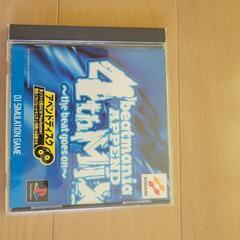 beatmania
APPEND
4thMIX
~the beat goes on~
アペンドディスク
DJ SIMULATION GAME
KONAMI